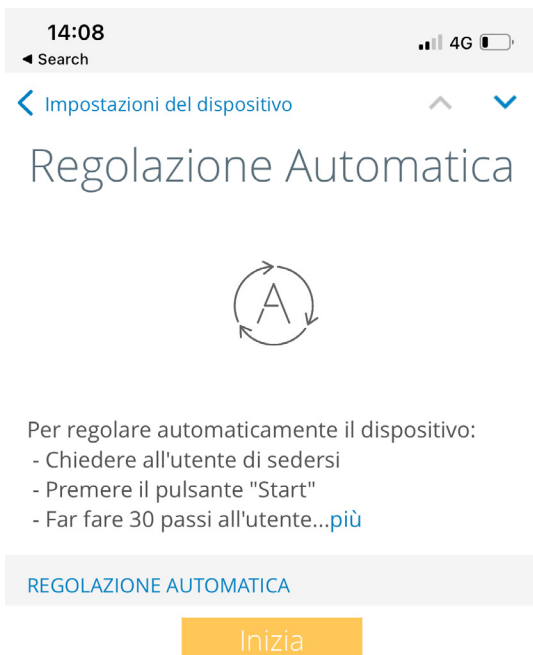 14:08
4G
◀ Search
Impostazioni del dispositivo
Regolazione Automatica
A
Per regolare automaticamente il dispositivo:
- Chiedere all'utente di sedersi
- Premere il pulsante "Start"
- Far fare 30 passi all'utente...più
REGOLAZIONE AUTOMATICA
Inizia